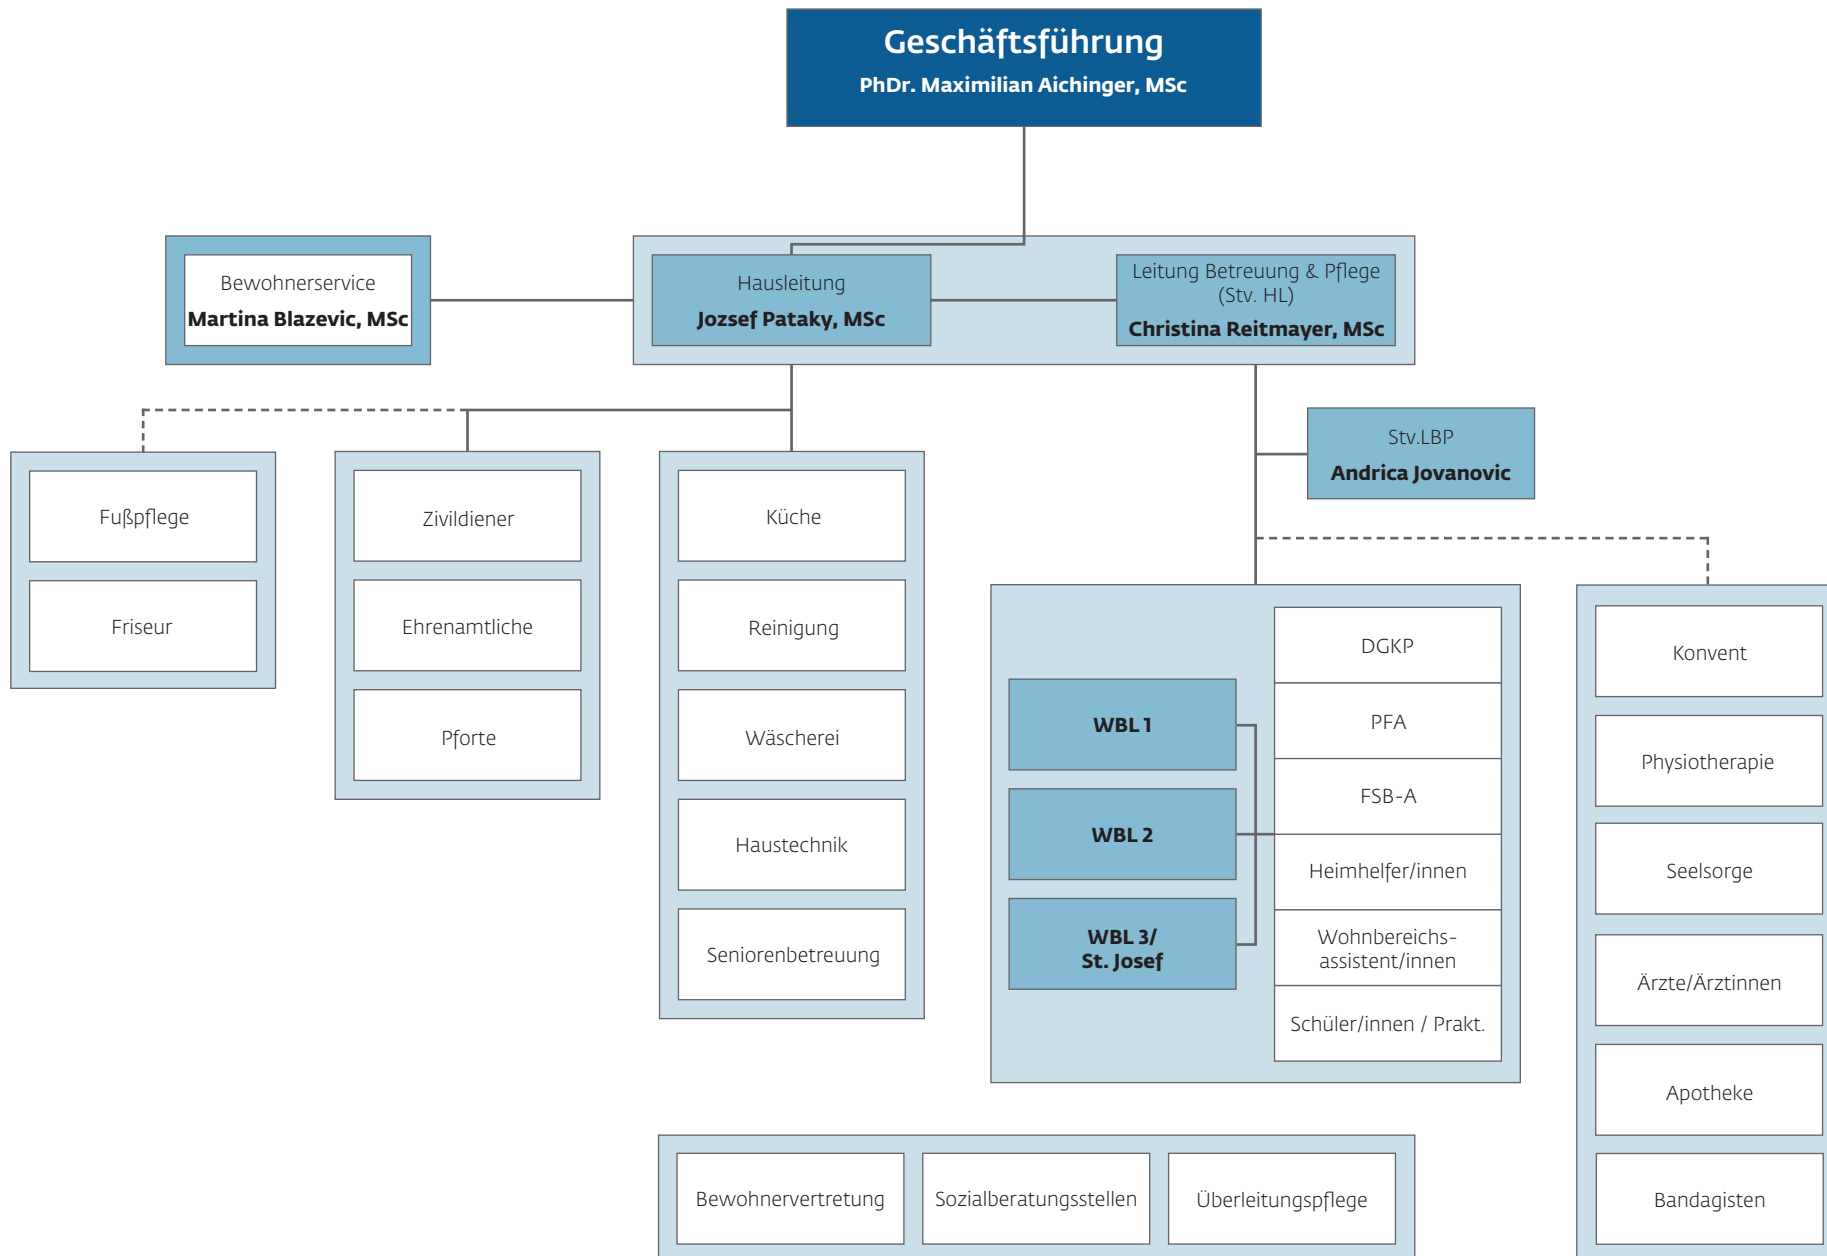 Geschäftsführung
PhDr. Maximilian Aichinger, MSc
Bewohnerservice
Martina Blazevic, MSc
Hausleitung
Jozsef Pataky, MSc
Leitung Betreuung & Pflege
(Stv. HL)
Christina Reitmayer, MSc
Stv.LBP
Andrica Jovanovic
Fußpflege
Friseur
Zivildiener
Ehrenamtliche
Pforte
Küche
Reinigung
Wäscherei
Haustechnik
Seniorenbetreuung
WBL 1
WBL 2
WBL 3/
St. Josef
DGKP
PFA
FSB-A
Heimhelfer/innen
Wohnbereichs-
assistent/innen
Schüler/innen / Prakt.
Konvent
Physiotherapie
Seelsorge
Ärzte/Ärztinnen
Apotheke
Bandagisten
Bewohnervertretung
Sozialberatungsstellen
Überleitungspflege